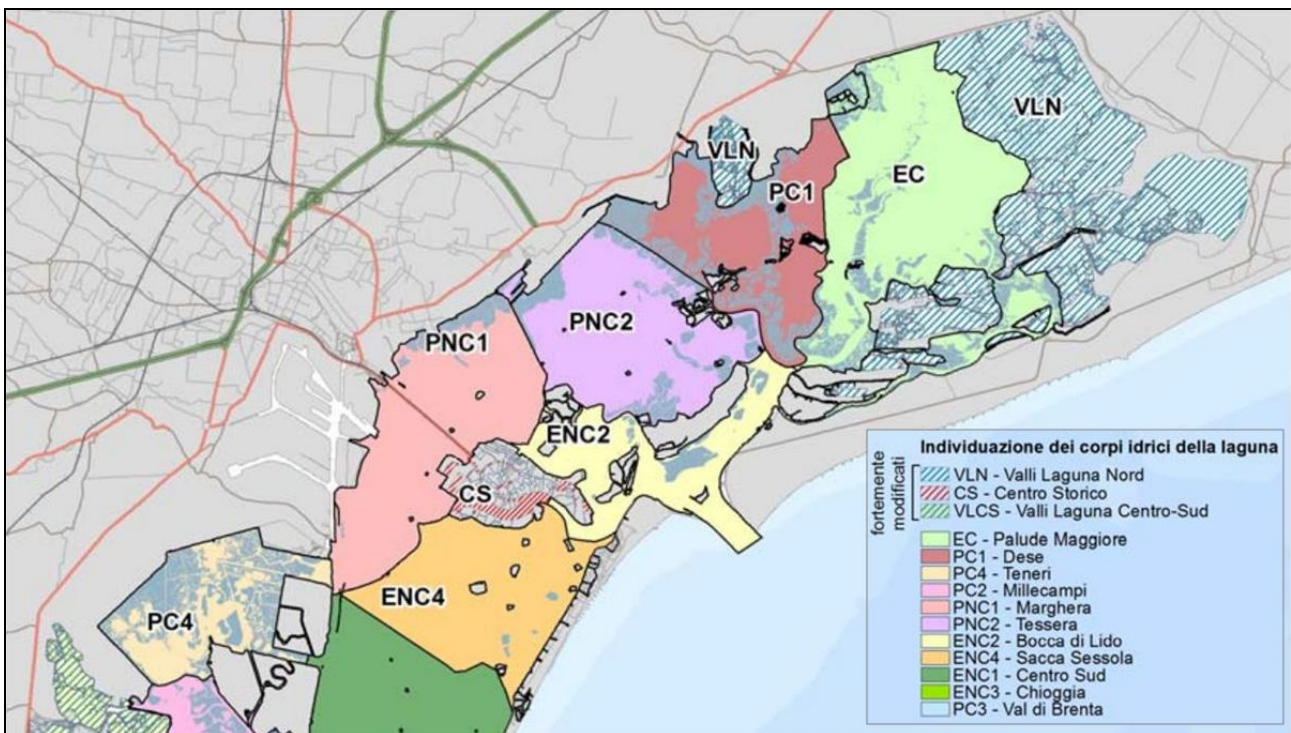 VLN
VLN
EC
PC1
PNC2
PNC1
ENC2
CS
ENC4
PC4
fortemente
modificati
Individuazione dei corpi idrici della laguna
VLN - Valli Laguna Nord
CS - Centro Storico
VLCS - Valli Laguna Centro-Sud
EC - Palude Maggiore
PC1 - Dese
PC4 - Teneri
PC2 - Millecampi
PNC1 - Marghera
PNC2 - Tessera
ENC2 - Bocca di Lido
ENC4 - Sacca Sessola
ENC1 - Centro Sud
ENC3 - Chioggia
PC3 - Val di Brenta